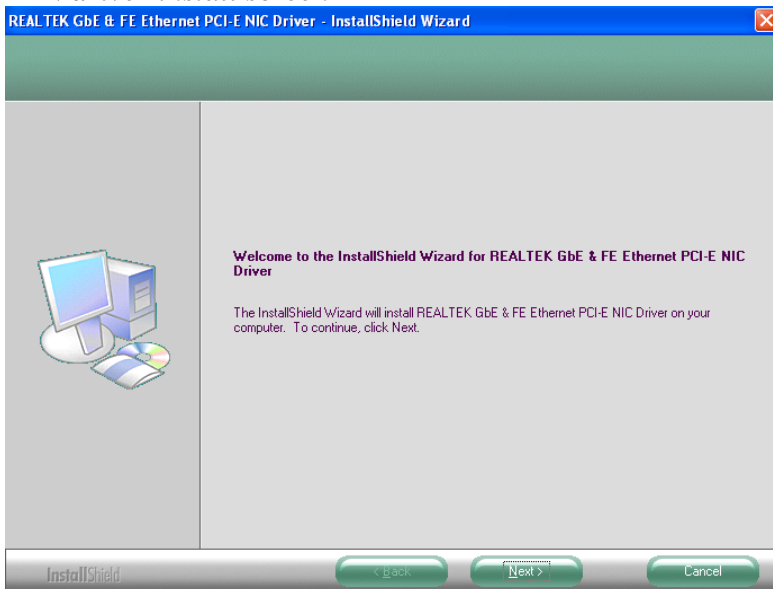 REALTEK GbE & FE Ethernet PCI-E NIC Driver - InstallShield Wizard
Welcome to the InstallShield Wizard for REALTEK GbE & FE Ethernet PCI-E NIC
Driver
The InstallShield Wizard will install REALTEK GbE & FE Ethernet PCI-E NIC Driver on your
computer. To continue, click Next.
InstallShield
< Back
Next >
Cancel